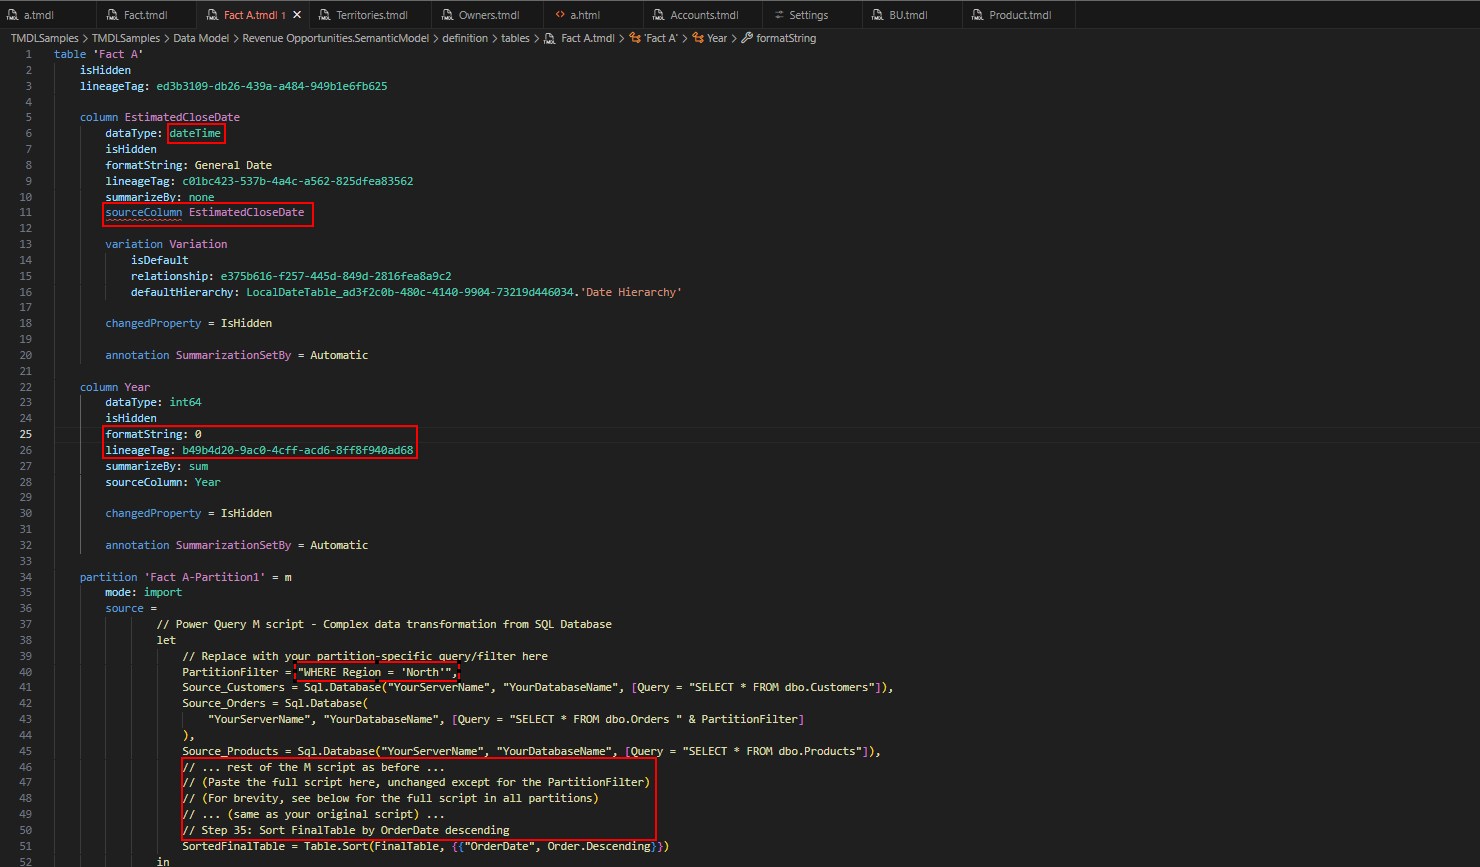 a.tmdl Fact.tmdl Fact A.tmdl 1 Territories.tmdl Owners.tmdl a.html Accounts.tmdl Settings BU.tmdl Product.tmdl
TMDLSamples > TMDLSamples > Data Model > Revenue Opportunities.SemanticModel > definition > tables > Fact A.tmdl > 'Fact A' > Year > formatString
1 table 'Fact A'
2 isHidden
3 lineageTag: ed3b3109-db26-439a-a484-949b1e6fb625
4
5 column EstimatedCloseDate
6 dataType: dateTime
7 isHidden
8 formatString: General Date
9 lineageTag: c01bc423-537b-4a4c-a562-825dfea83562
10 summarizeBy: none
11 sourceColumn EstimatedCloseDate
12
13 variation Variation
14 isDefault
15 relationship: e375b616-f257-445d-849d-2816fea8a9c2
16 defaultHierarchy: LocalDateTable_ad3f2c0b-480c-4140-9904-73219d446034.'Date Hierarchy'
17
18 changedProperty = IsHidden
19
20 annotation SummarizationSetBy = Automatic
21
22 column Year
23 dataType: int64
24 isHidden
25 formatString: 0
26 lineageTag: b49b4d20-9ac0-4cff-acd6-8ff8f940ad68
27 summarizeBy: sum
28 sourceColumn: Year
29
30 changedProperty = IsHidden
31
32 annotation SummarizationSetBy = Automatic
33
34 partition 'Fact A-Partition1' = m
35 mode: import
36 source =
37 // Power Query M script - Complex data transformation from SQL Database
38 let
39 // Replace with your partition-specific query/filter here
40 PartitionFilter = "WHERE Region = 'North'",
41 Source_Customers = Sql.Database("YourServerName", "YourDatabaseName", [Query = "SELECT * FROM dbo.Customers"]),
42 Source_Orders = Sql.Database(
43 "YourServerName", "YourDatabaseName", [Query = "SELECT * FROM dbo.Orders " & PartitionFilter]
44 ),
45 Source_Products = Sql.Database("YourServerName", "YourDatabaseName", [Query = "SELECT * FROM dbo.Products"]),
46 // ... rest of the M script as before ...
47 // (Paste the full script here, unchanged except for the PartitionFilter)
48 // (For brevity, see below for the full script in all partitions)
49 // ... (same as your original script) ...
50 // Step 35: Sort FinalTable by OrderDate descending
51 SortedFinalTable = Table.Sort(FinalTable, {{"OrderDate", Order.Descending}})
52 in